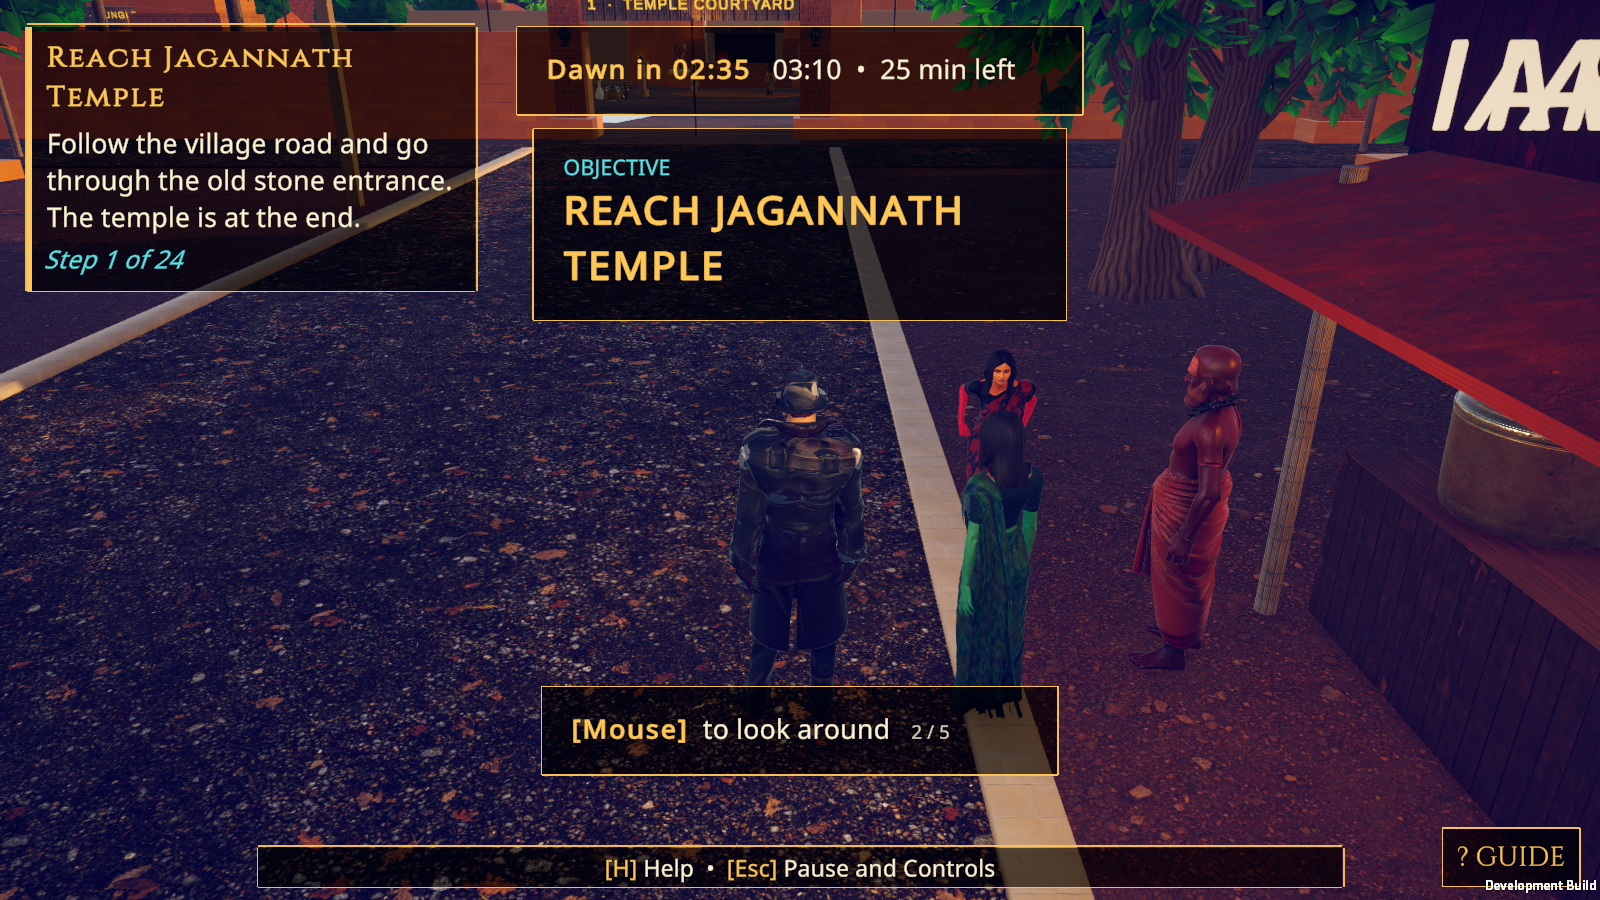 1 · TEMPLE COURTYARD
REACH JAGANNATH
TEMPLE
Follow the village road and go
through the old stone entrance.
The temple is at the end.
Step 1 of 24
Dawn in 02:35 03:10 • 25 min left
OBJECTIVE
REACH JAGANNATH
TEMPLE
[Mouse] to look around 2 / 5
[H] Help • [Esc] Pause and Controls
? GUIDE
Development Build